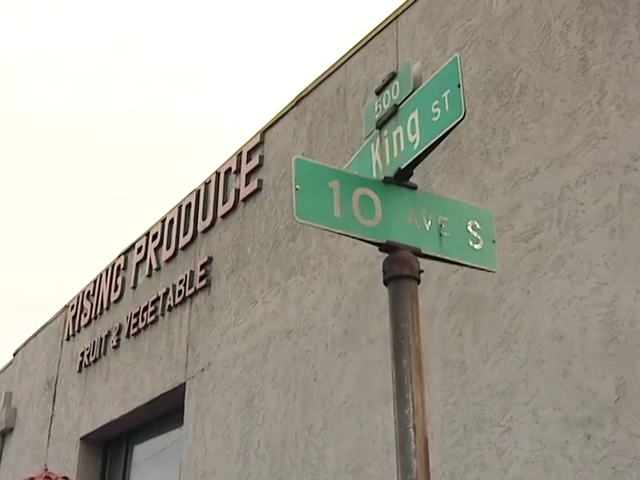 500
King ST
10 AVE S
RISING PRODUCE
FRUIT & VEGETABLE